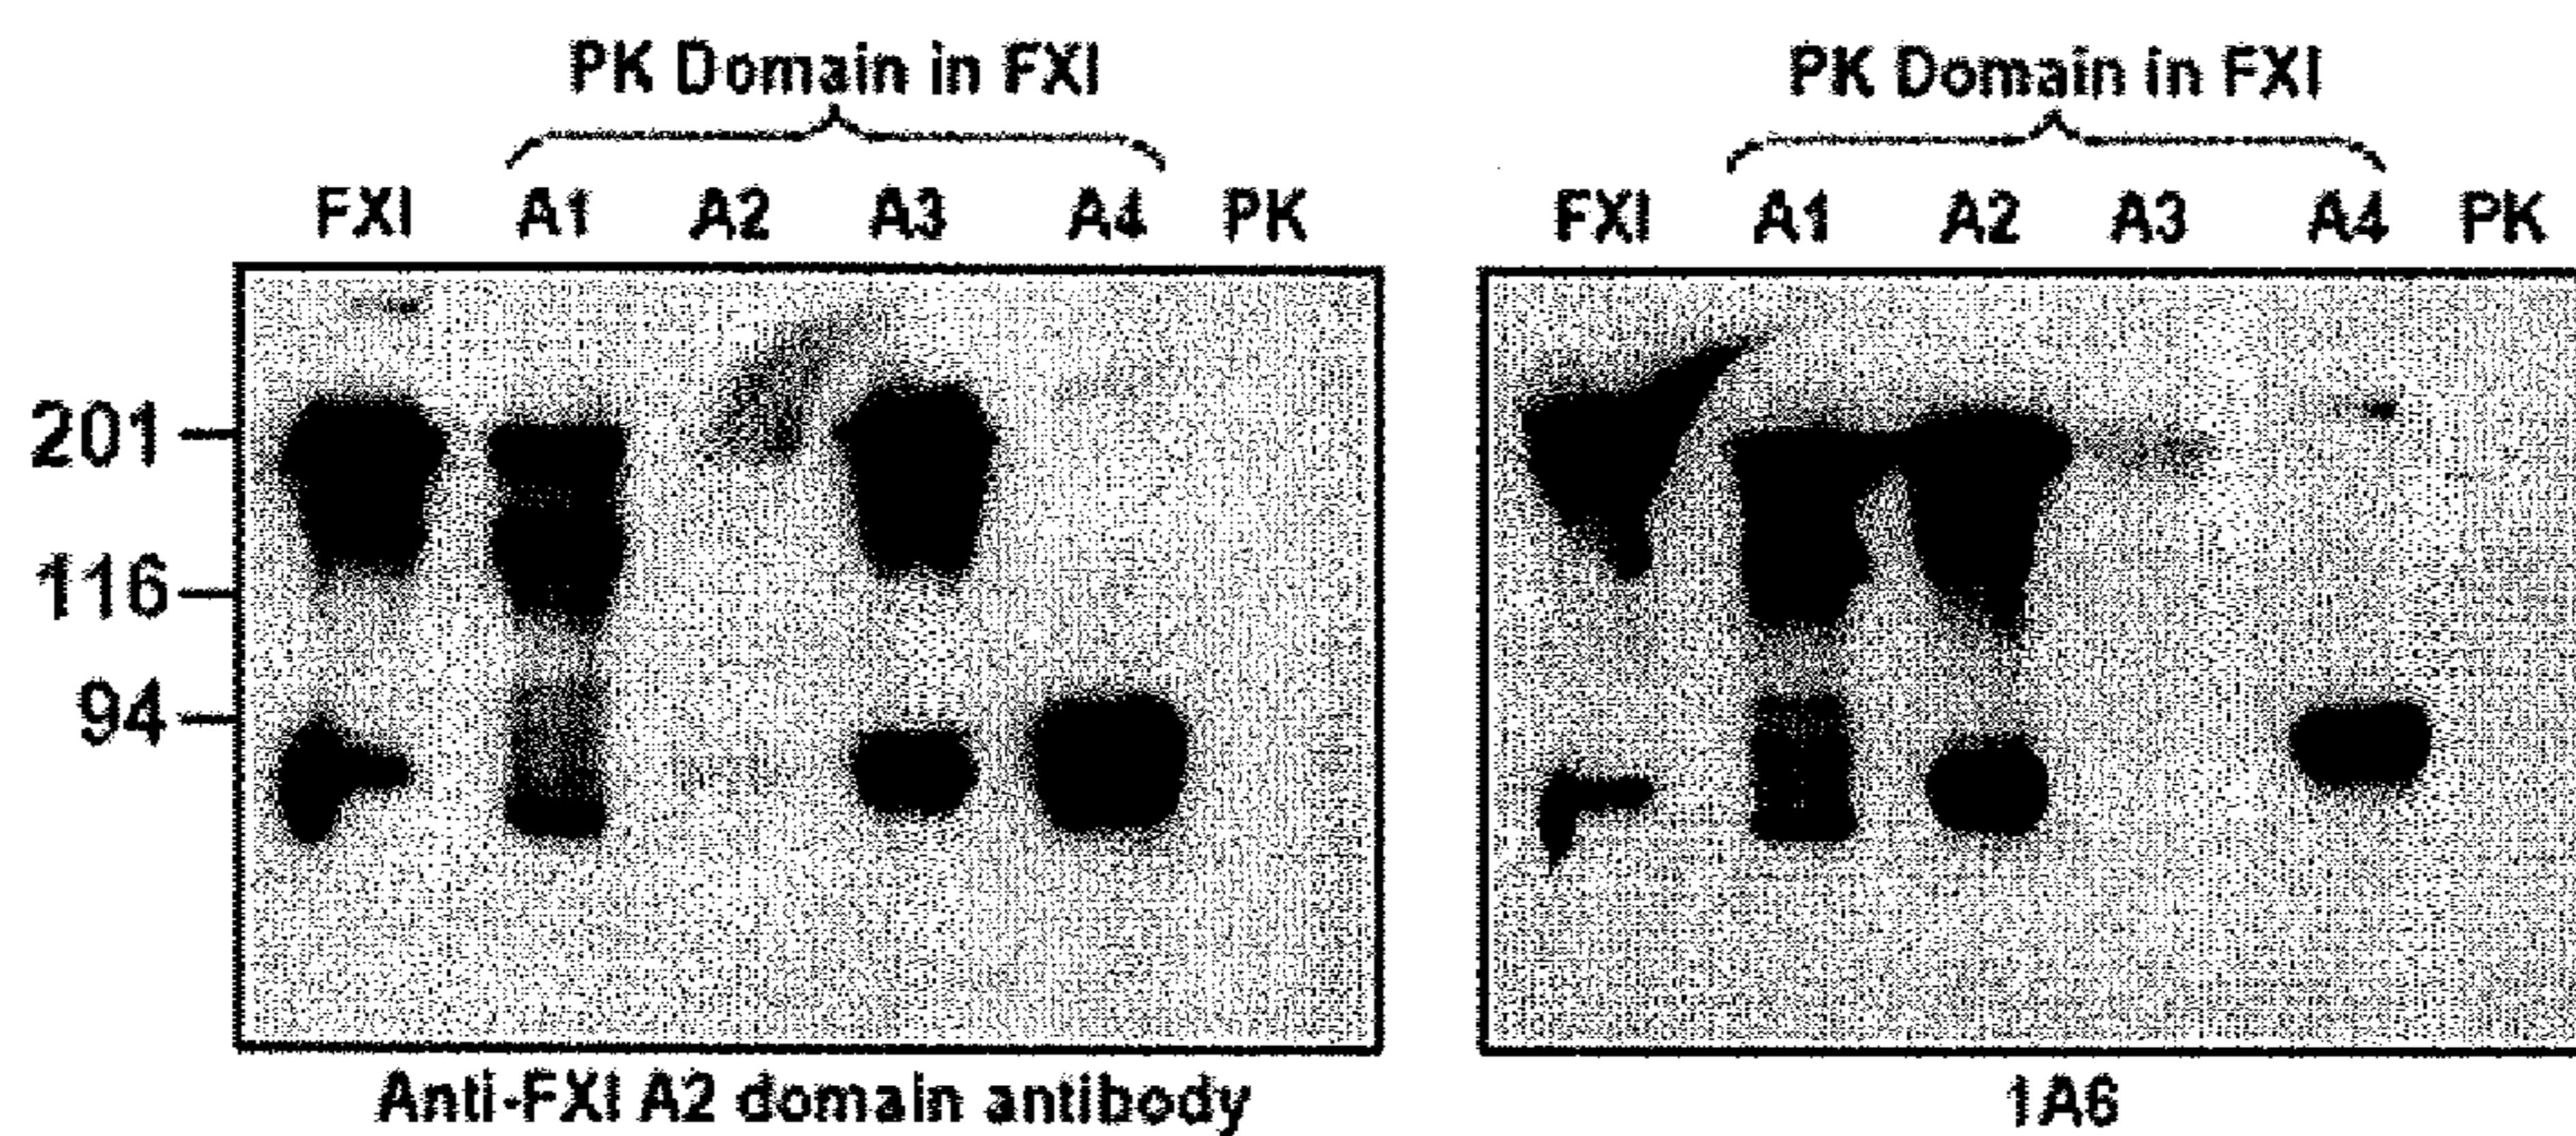 PK Domain in FXI PK Domain in FXI
FXI A1 A2 A3 A4 PK FXI A1 A2 A3 A4 PK
201
116
94
Anti-FXI A2 domain antibody 1A6